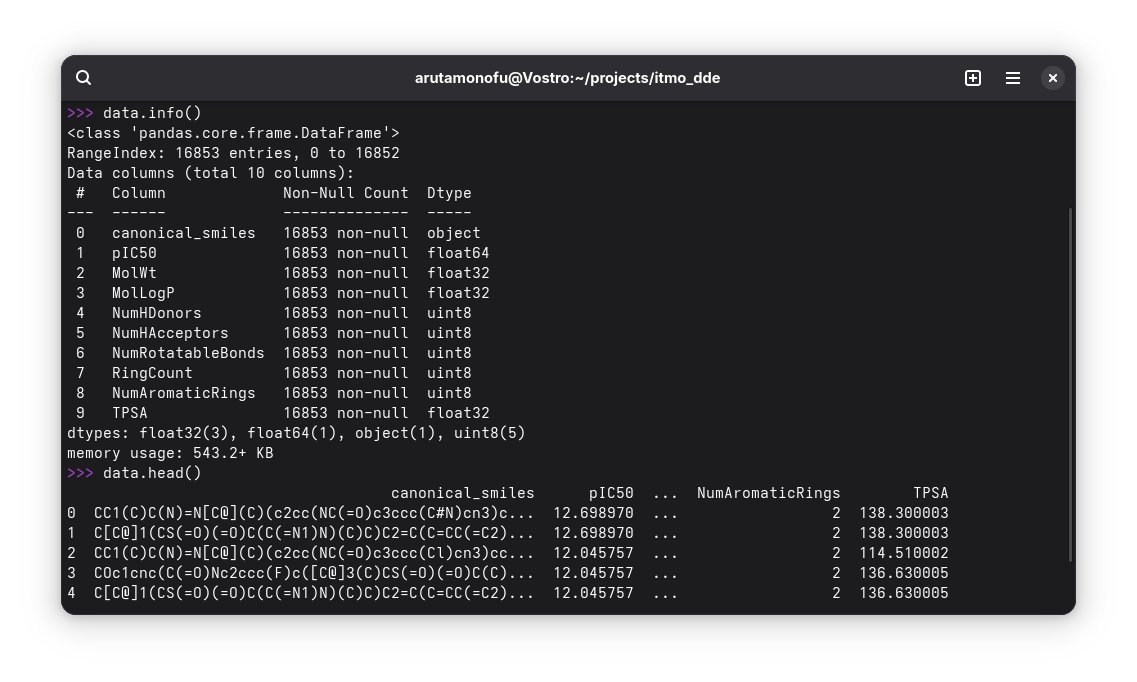 arutamonofu@Vostro:~/projects/itmo_dde
>>> data.info()
<class 'pandas.core.frame.DataFrame'>
RangeIndex: 16853 entries, 0 to 16852
Data columns (total 10 columns):
 #   Column             Non-Null Count  Dtype
---  ------             --------------  -----
 0   canonical_smiles   16853 non-null  object
 1   pIC50              16853 non-null  float64
 2   MolWt              16853 non-null  float32
 3   MolLogP            16853 non-null  float32
 4   NumHDonors         16853 non-null  uint8
 5   NumHAcceptors      16853 non-null  uint8
 6   NumRotatableBonds  16853 non-null  uint8
 7   RingCount          16853 non-null  uint8
 8   NumAromaticRings   16853 non-null  uint8
 9   TPSA               16853 non-null  float32
dtypes: float32(3), float64(1), object(1), uint8(5)
memory usage: 543.2+ KB
>>> data.head()
                                    canonical_smiles      pIC50  ...  NumAromaticRings        TPSA
0  CC1(C)C(N)=N[C@](C)(c2cc(NC(=O)c3ccc(C#N)cn3)c...  12.698970  ...                 2  138.300003
1  C[C@]1(CS(=O)(=O)C(C(=N1)N)(C)C)C2=C(C=CC(=C2)...  12.698970  ...                 2  138.300003
2  CC1(C)C(N)=N[C@](C)(c2cc(NC(=O)c3ccc(Cl)cn3)cc...  12.045757  ...                 2  114.510002
3  COc1cnc(C(=O)Nc2ccc(F)c([C@]3(C)CS(=O)(=O)C(C)...  12.045757  ...                 2  136.630005
4  C[C@]1(CS(=O)(=O)C(C(=N1)N)(C)C)C2=C(C=CC(=C2)...  12.045757  ...                 2  136.630005